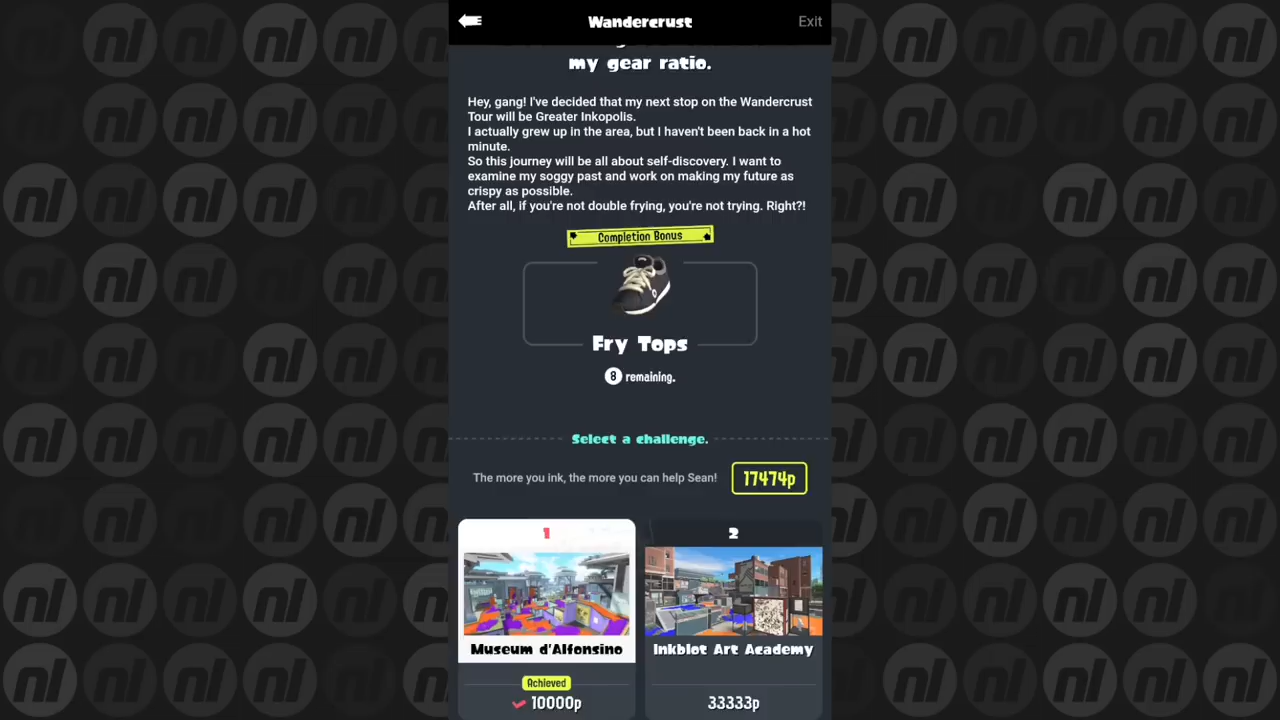 Wandercrust
Exit
my gear ratio.
Hey, gang! I've decided that my next stop on the Wandercrust
Tour will be Greater Inkopolis.
I actually grew up in the area, but I haven't been back in a hot
minute.
So this journey will be all about self-discovery. I want to
examine my soggy past and work on making my future as
crispy as possible.
After all, if you're not double frying, you're not trying. Right?!
Completion Bonus
Fry Tops
8 remaining.
Select a challenge.
The more you ink, the more you can help Sean!
17474p
1
2
Museum d'Alfonsino
Inkblot Art Academy
Achieved
10000p
33333p